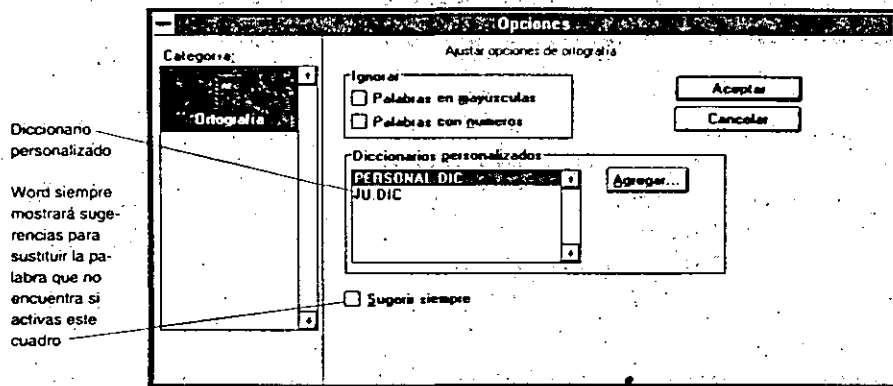 Opciones
Categoría:
Ortografía
Ajustar opciones de ortografía
Ignorar
Palabras en mayúsculas
Palabras con números
Aceptar
Cancelar
Diccionarios personalizados
PERSONAL.DIC
JU.DIC
Agregar...
Sugerir siempre
Diccionario
personalizado
Word siempre
mostrará suge-
rencias para
sustituir la pa-
labra que no
encuentra si
activas este
cuadro